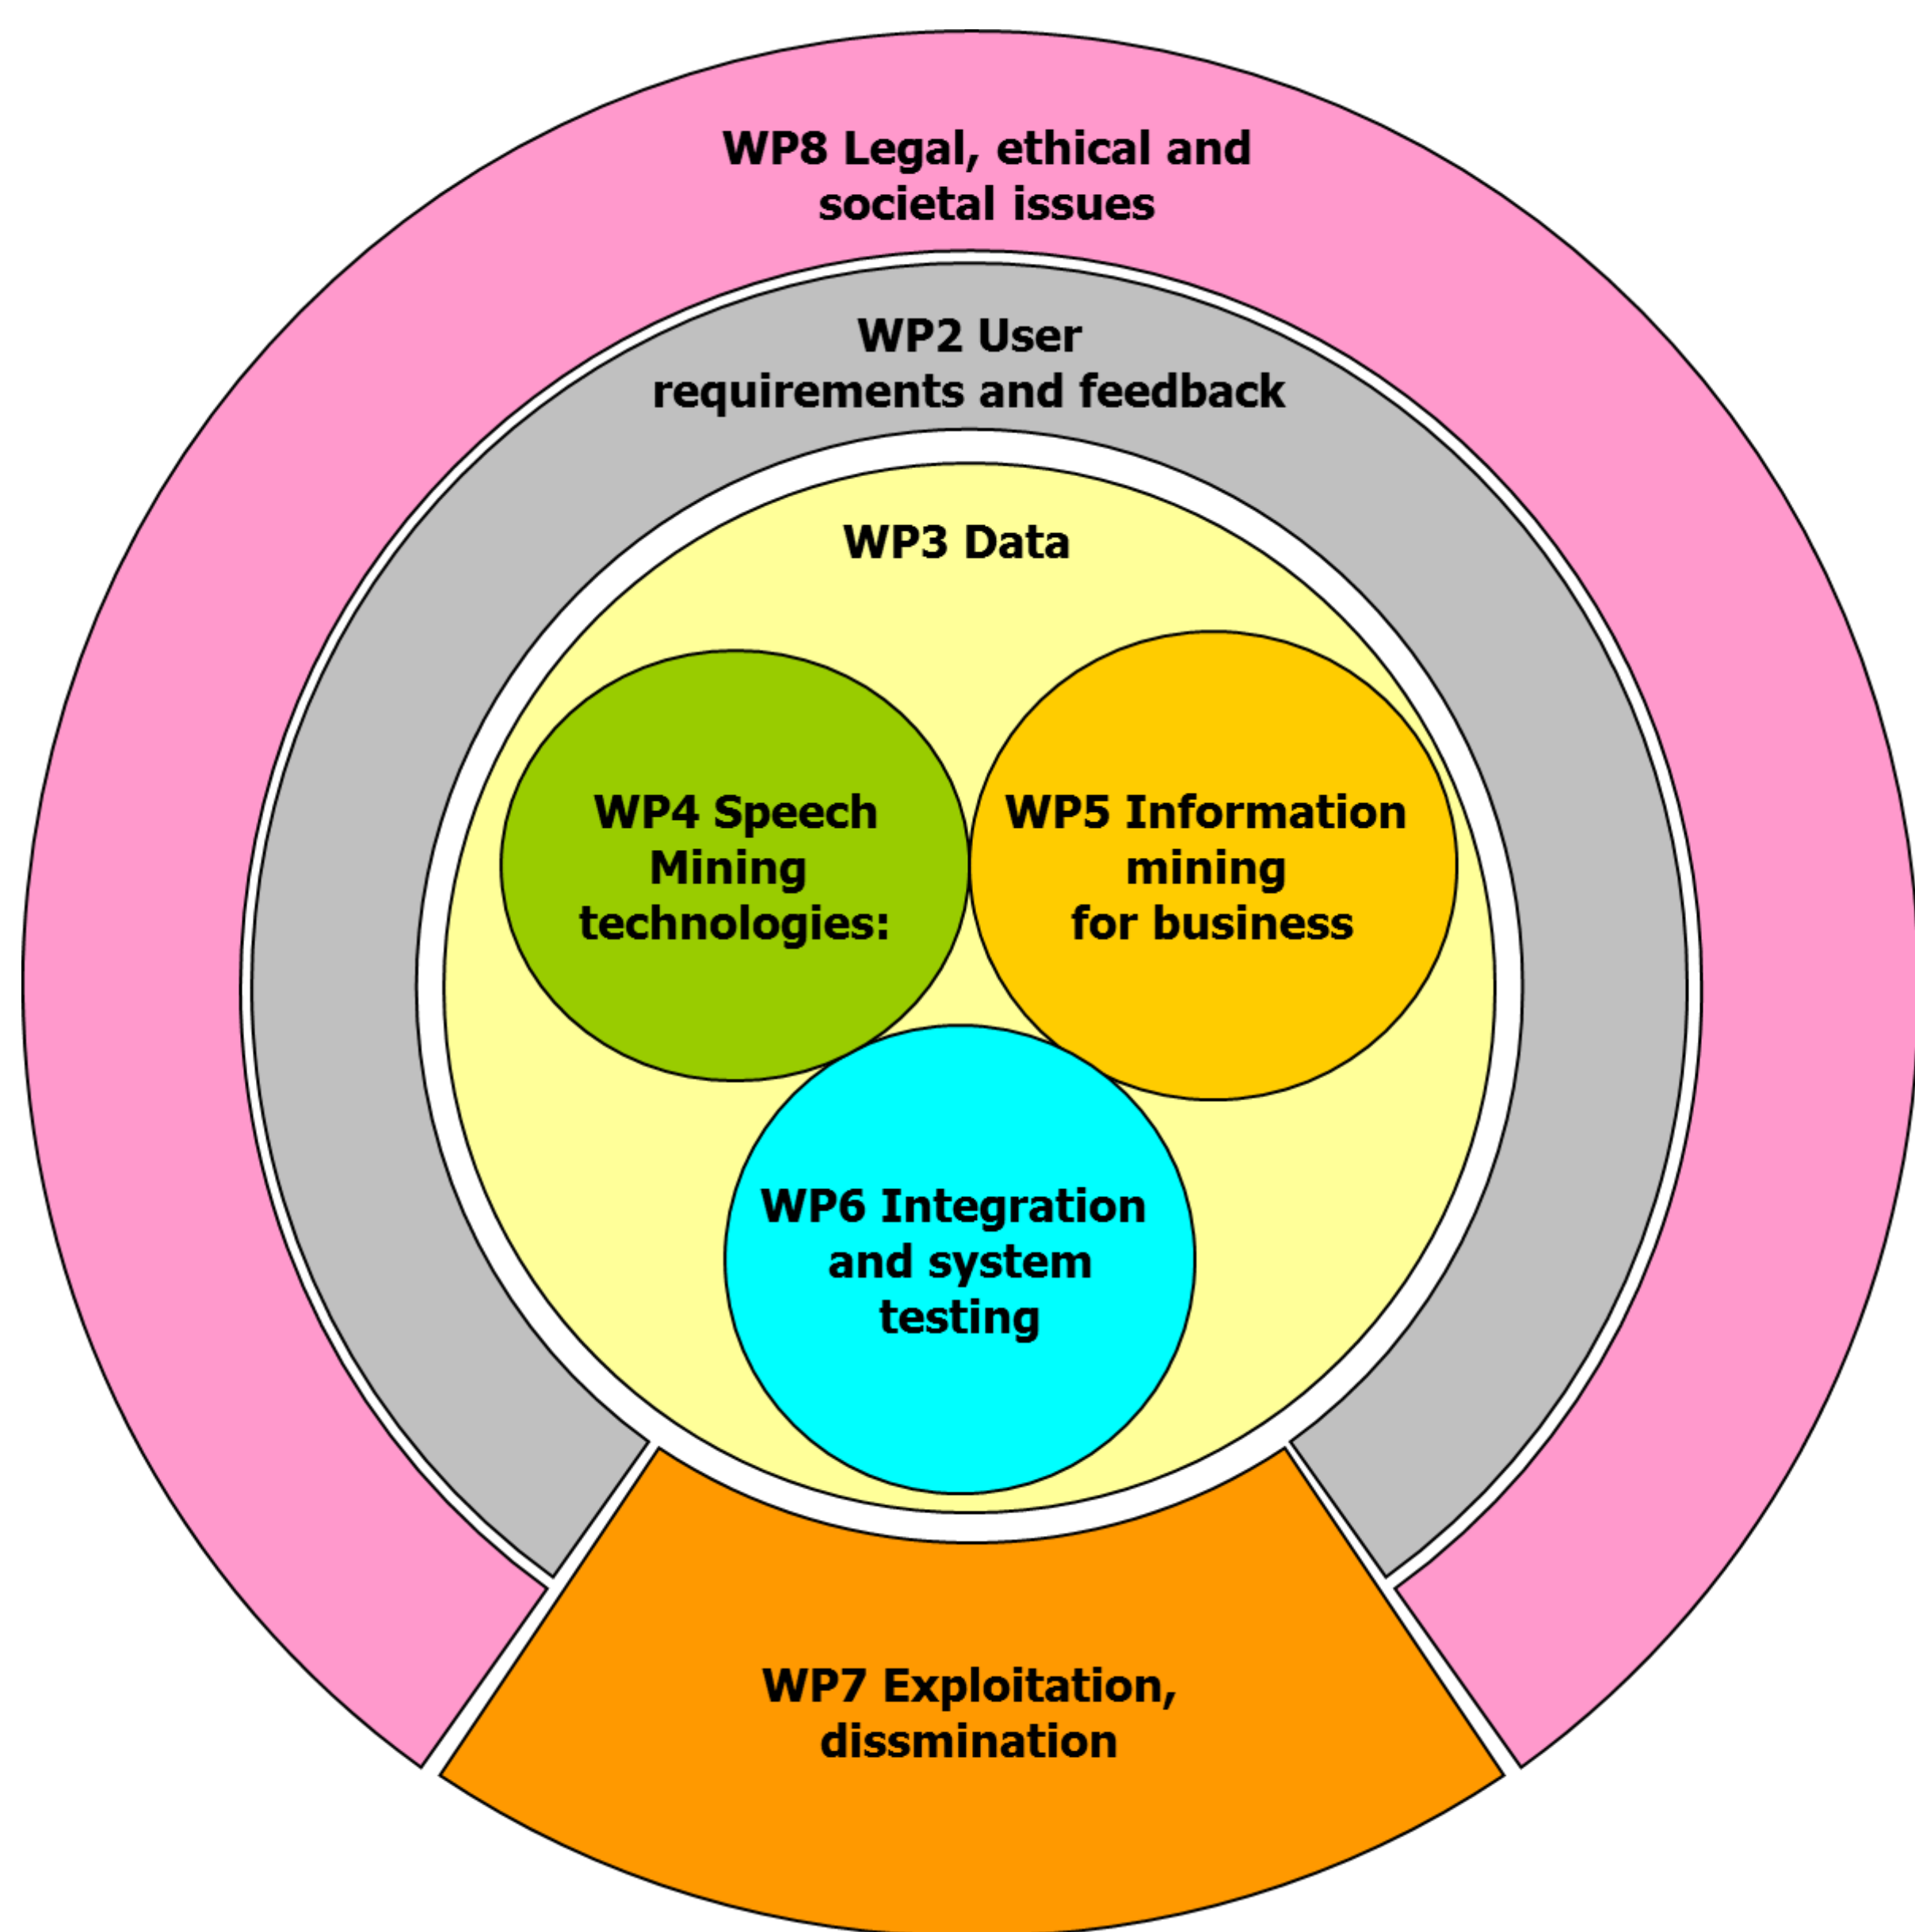 WP8 Legal, ethical and
societal issues
WP2 User
requirements and feedback
WP3 Data
WP4 Speech
Mining
technologies:
WP5 Information
mining
for business
WP6 Integration
and system
testing
WP7 Exploitation,
dissmination